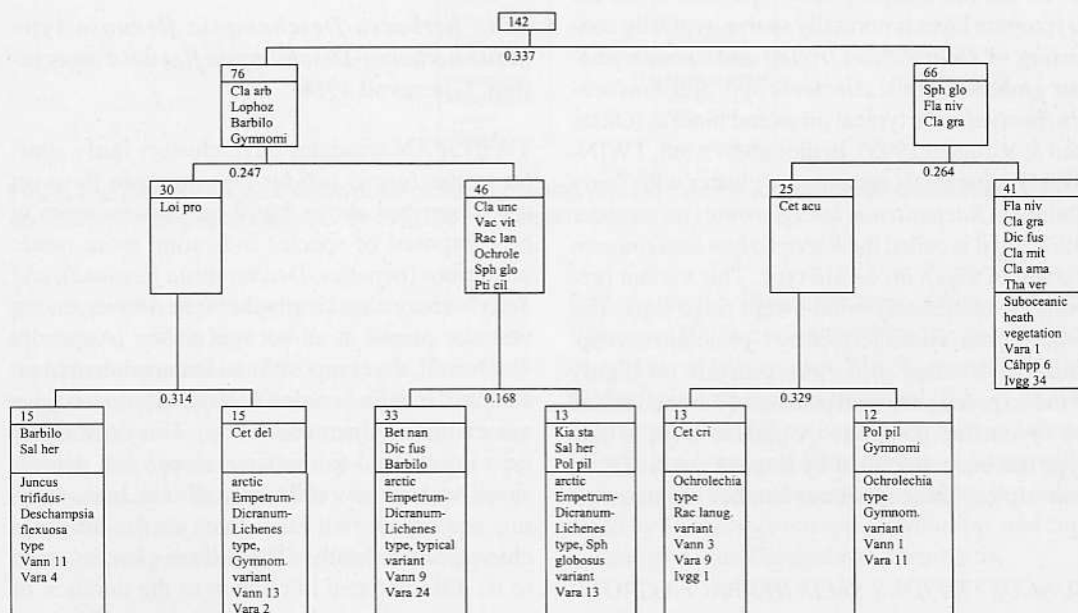 142
0.337
76
Cla arb
Lophoz
Barbilo
Gymnomi
0.247
66
Sph glo
Fla niv
Cla gra
0.264
30
Loi pro
0.314
46
Cla unc
Vac vit
Rac lan
Ochrole
Sph glo
Pti cil
0.168
25
Cet acu
0.329
41
Fla niv
Cla gra
Dic fus
Cla mit
Cla ama
Tha ver
Suboceanic
heath
vegetation
Vara 1
Cáhpp 6
Ivgg 34
15
Barbilo
Sal her
Juncus
trifidus-
Deschampsia
flexuosa
type
Vann 11
Vara 4
15
Cet del
arctic
Empetrum-
Dicranum-
Lichenes
type,
Gymnom.
variant
Vann 13
Vara 2
33
Bet nan
Dic fus
Barbilo
arctic
Empetrum-
Dicranum-
Lichenes
type, typical
variant
Vann 9
Vara 24
13
Kia sta
Sal her
Pol pil
arctic
Empetrum-
Dicranum-
Lichenes
type, Sph
globosus
variant
Vara 13
13
Cet cri
Ochrolechia
type
Rac Lanug.
variant
Vann 3
Vara 9
Ivgg 1
12
Pol pil
Gymnomi
Ochrolechia
type
Gymnom.
variant
Vann 1
Vara 11